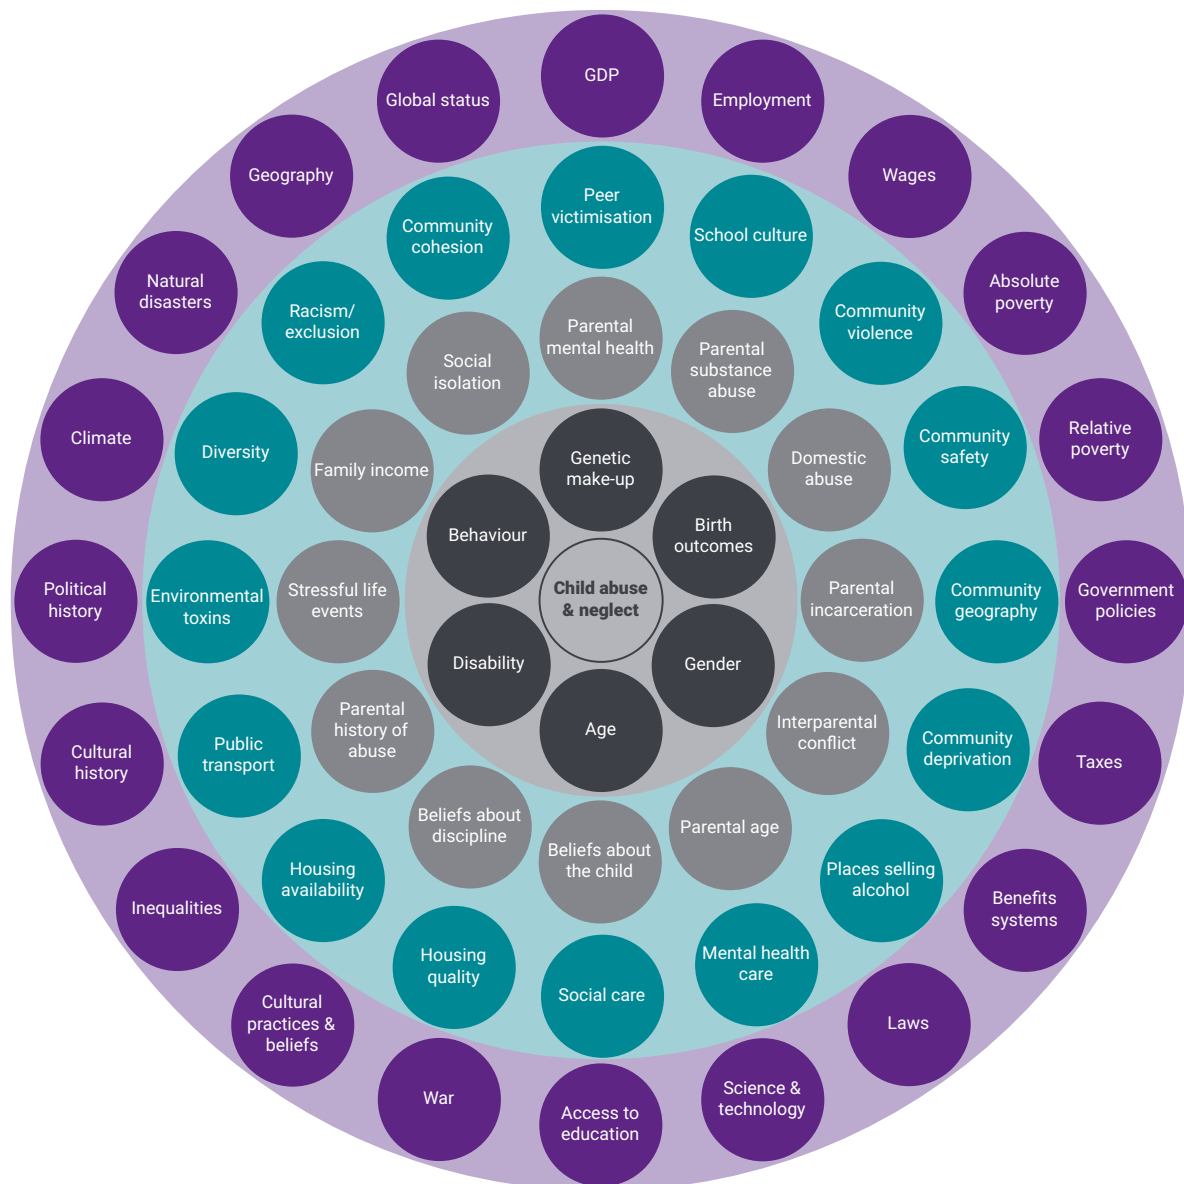 GDP
Global status
Employment
Geography
Wages
Peer
victimisation
Community
cohesion
School culture
Natural
disasters
Absolute
poverty
Racism/
exclusion
Community
violence
Parental
mental health
Social
isolation
Parental
substance
abuse
Climate
Relative
poverty
Diversity
Community
safety
Family income
Domestic
abuse
Genetic
make-up
Behaviour
Birth
outcomes
Political
history
Environmental
toxins
Stressful life
events
Child abuse
& neglect
Parental
incarceration
Community
geography
Government
policies
Disability
Gender
Parental
history of
abuse
Age
Interparental
conflict
Public
transport
Community
deprivation
Cultural
history
Taxes
Beliefs about
discipline
Parental age
Beliefs about
the child
Housing
availability
Places selling
alcohol
Inequalities
Benefits
systems
Housing
quality
Mental health
care
Social care
Cultural
practices &
beliefs
Laws
War
Science &
technology
Access to
education